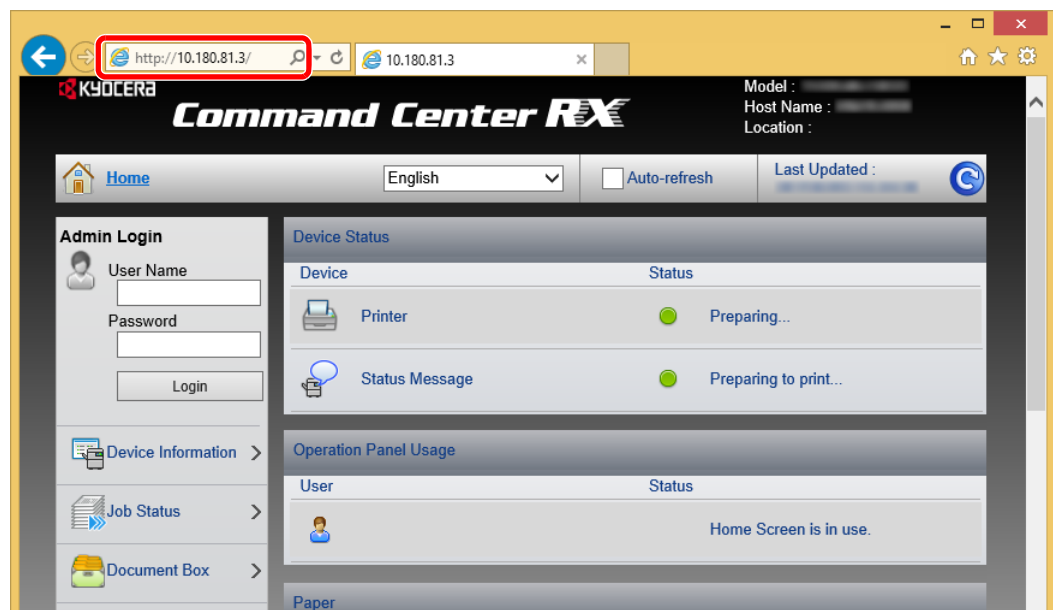 http://10.180.81.3/
10.180.81.3
KYOCERA
Command Center RX
Model :
Host Name :
Location :
Home
English
Auto-refresh
Last Updated :
Admin Login
User Name
Password
Login
Device Information
Job Status
Document Box
Device Status
Device Status
Printer Preparing...
Status Message Preparing to print...
Operation Panel Usage
User Status
Home Screen is in use.
Paper